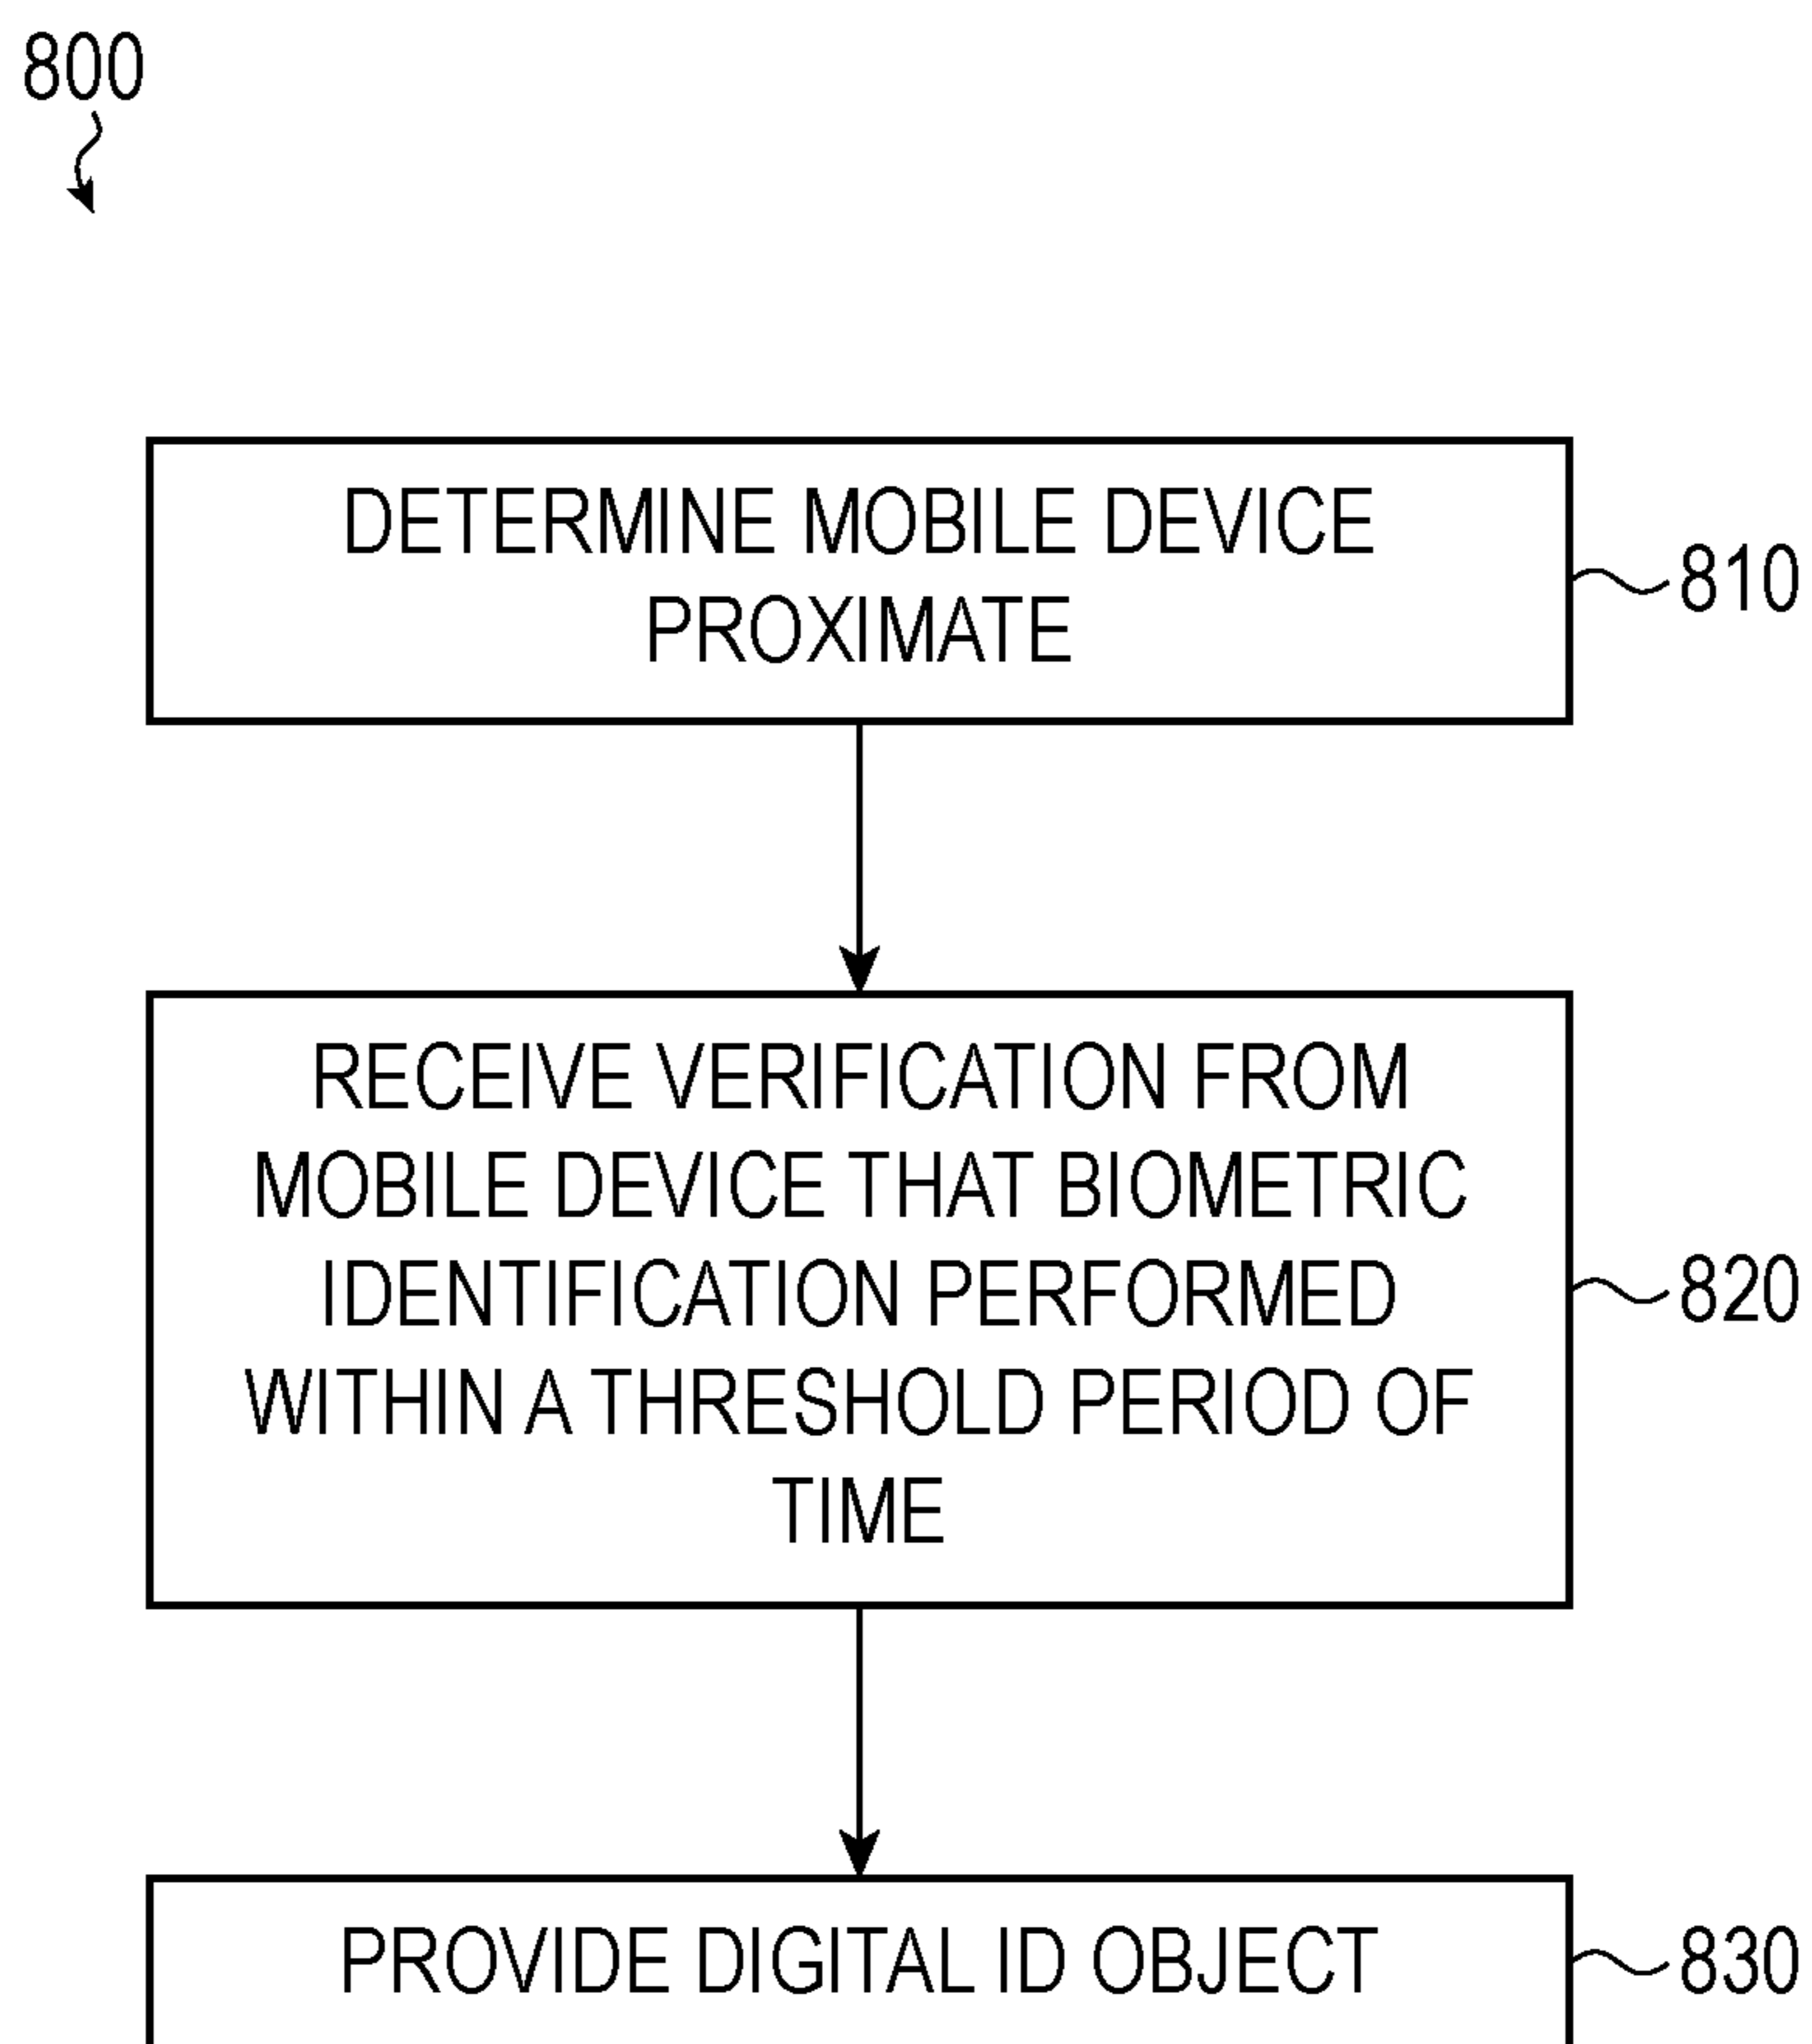 800
DETERMINE MOBILE DEVICE
PROXIMATE
810
RECEIVE VERIFICATION FROM
MOBILE DEVICE THAT BIOMETRIC
IDENTIFICATION PERFORMED
WITHIN A THRESHOLD PERIOD OF
TIME
820
PROVIDE DIGITAL ID OBJECT
830